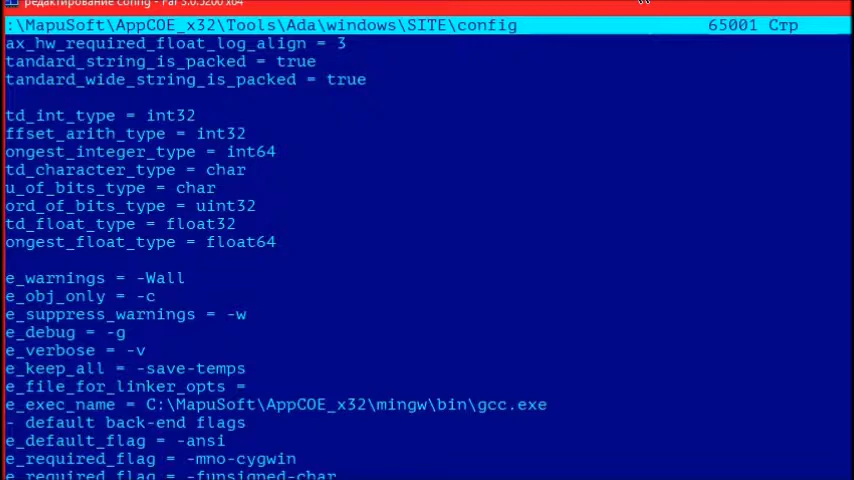 редактирование config - Far 3.0.5200 x64
:\MapuSoft\AppCOE_x32\Tools\Ada\windows\SITE\config 65001 Стр
ax_hw_required_float_log_align = 3
tandard_string_is_packed = true
tandard_wide_string_is_packed = true
td_int_type = int32
ffset_arith_type = int32
ongest_integer_type = int64
td_character_type = char
u_of_bits_type = char
ord_of_bits_type = uint32
td_float_type = float32
ongest_float_type = float64
e_warnings = -Wall
e_obj_only = -c
e_suppress_warnings = -w
e_debug = -g
e_verbose = -v
e_keep_all = -save-temps
e_file_for_linker_opts =
e_exec_name = C:\MapuSoft\AppCOE_x32\mingw\bin\gcc.exe
- default back-end flags
e_default_flag = -ansi
e_required_flag = -mno-cygwin
e_required_flag = -funsigned-char